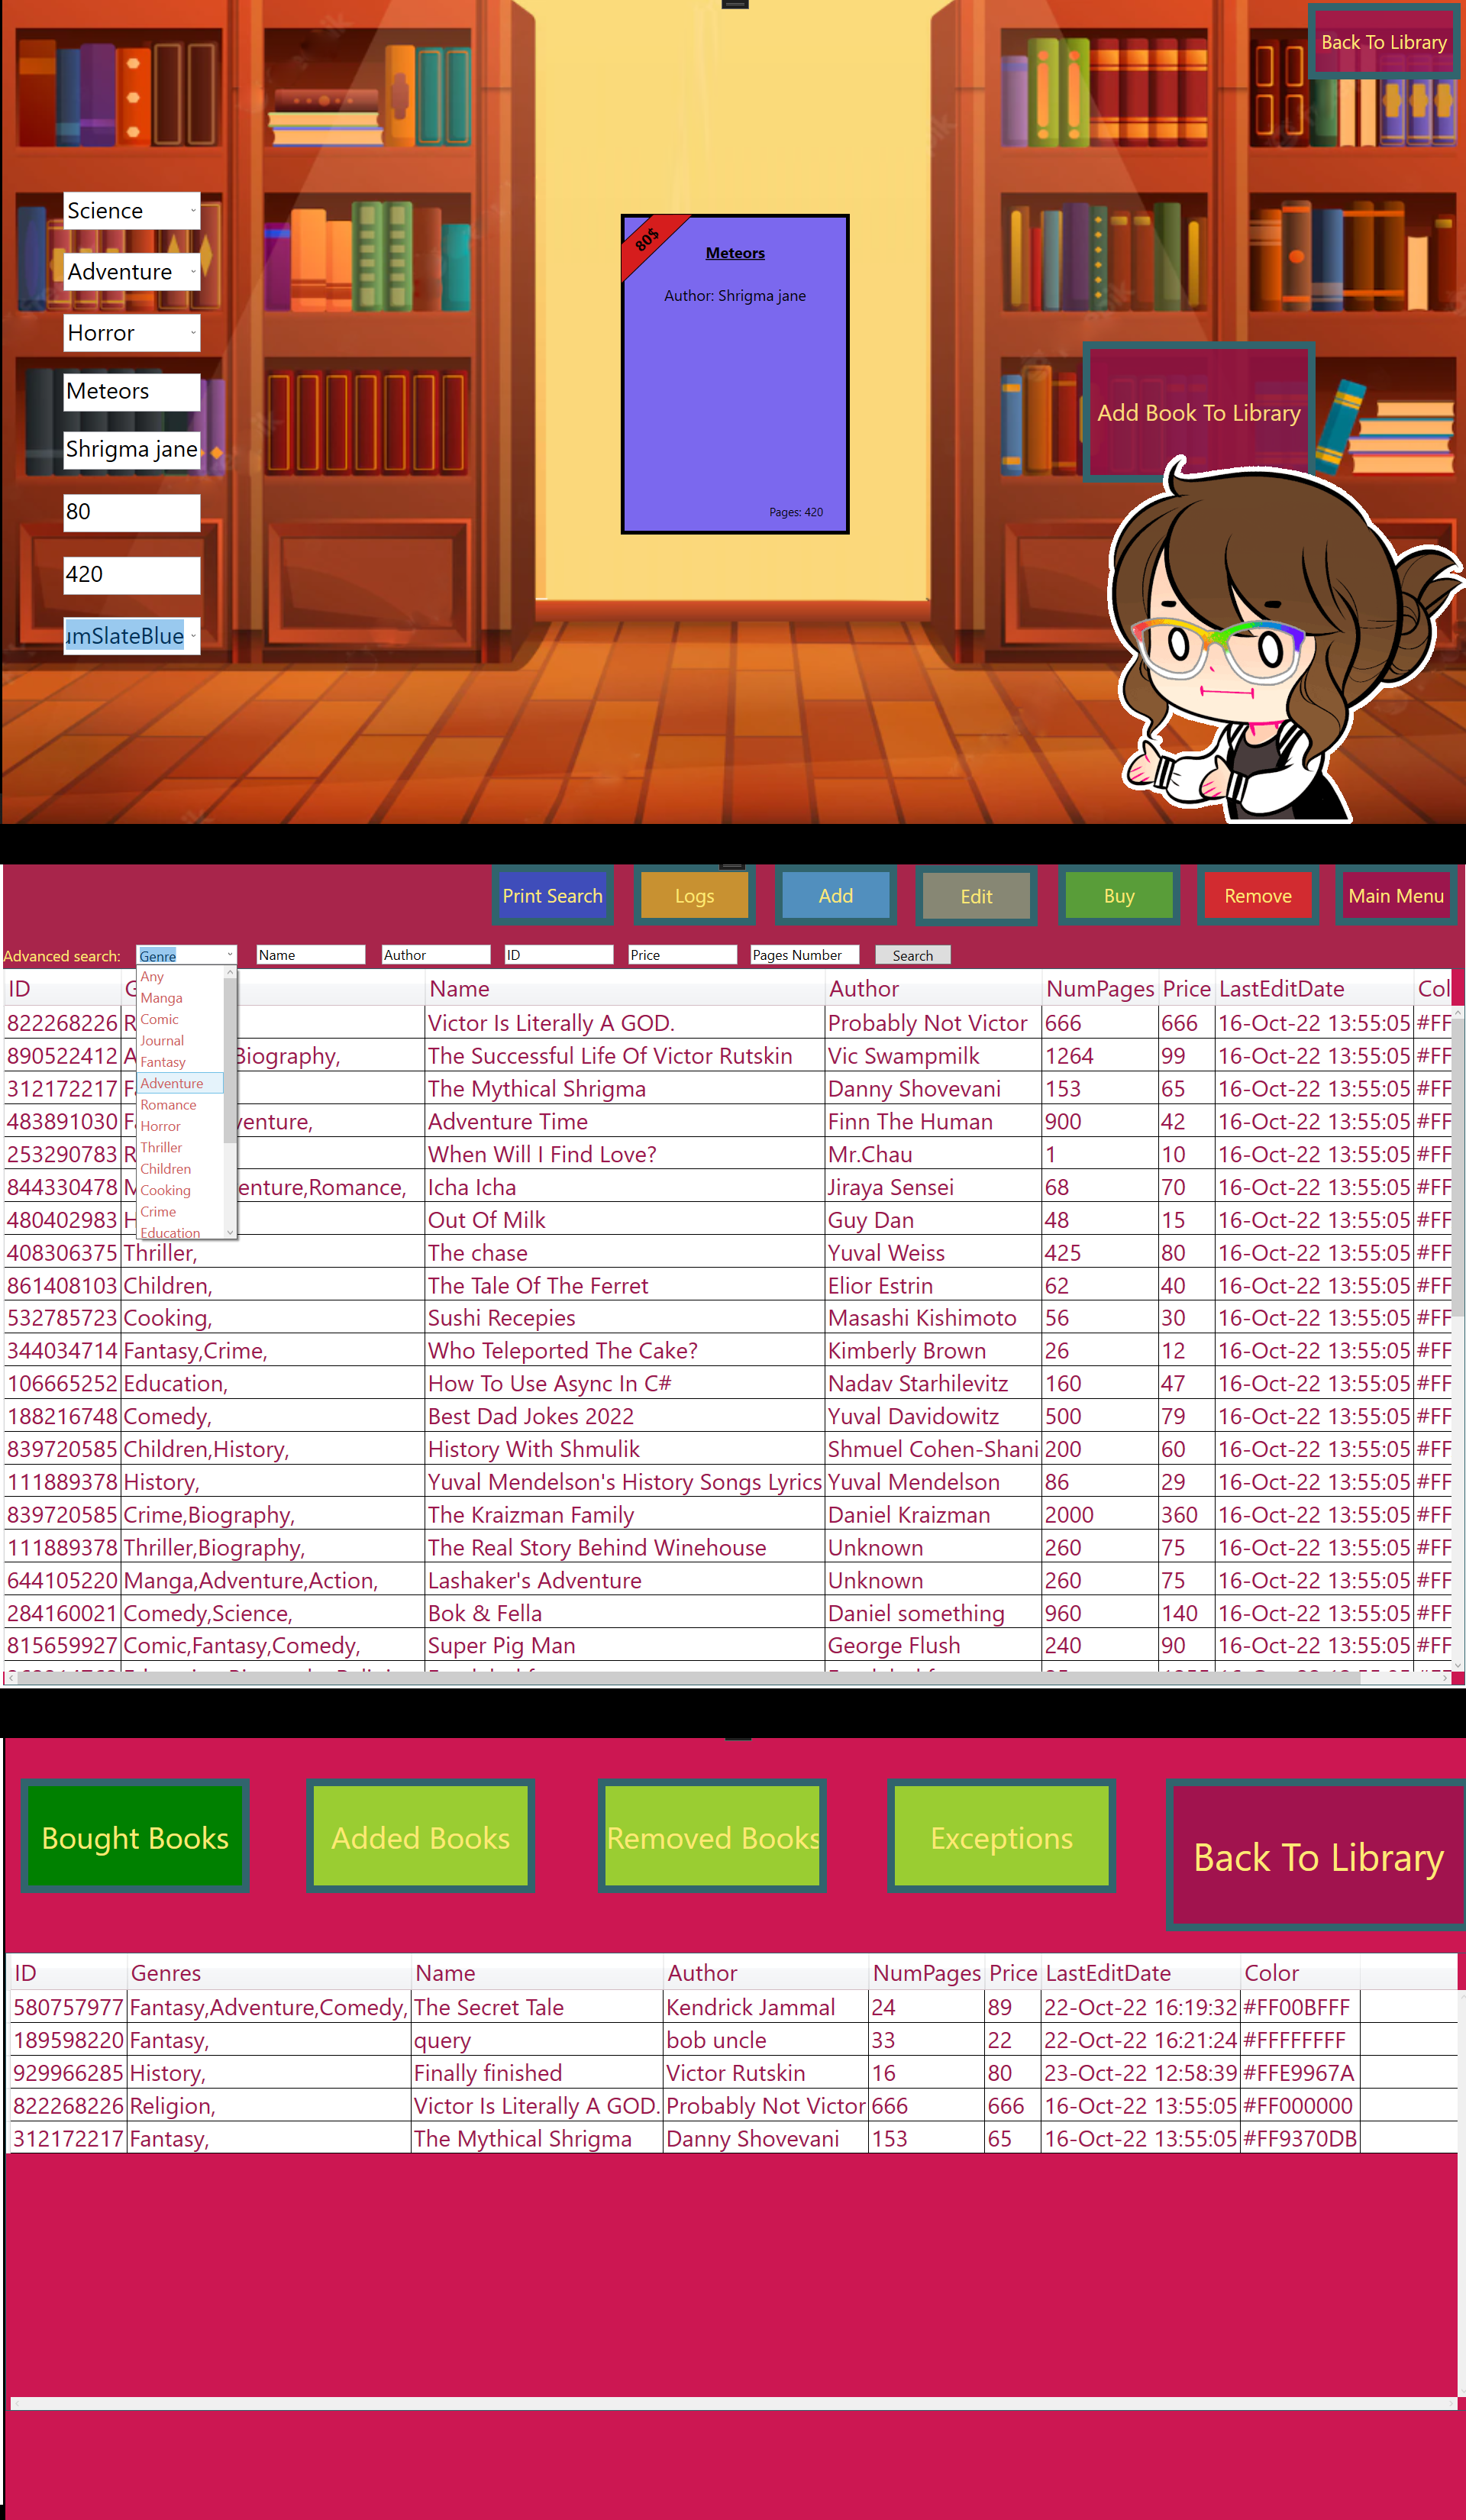 Back To Library
Science
80$
Meteors
Adventure
Author: Shrigma jane
Horror
Meteors
Add Book To Library
Shrigma jane
80
Pages: 420
420
umSlateBlue
Print Search Logs Add Edit Buy Remove Main Menu
Advanced search: Genre Name Author ID Price Pages Number Search
Any
Manga
Comic
Journal
Fantasy
Adventure
Romance
Horror
Thriller
Children
Cooking
Crime
Education
ID G Name Author NumPages Price LastEditDate Col
822268226 R Victor Is Literally A GOD. Probably Not Victor 666 666 16-Oct-22 13:55:05 #FF
890522412 A Biography, The Successful Life Of Victor Rutskin Vic Swampmilk 1264 99 16-Oct-22 13:55:05 #FF
312172217 F The Mythical Shrigma Danny Shovevani 153 65 16-Oct-22 13:55:05 #FF
483891030 F venture, Adventure Time Finn The Human 900 42 16-Oct-22 13:55:05 #FF
253290783 R When Will I Find Love? Mr.Chau 1 10 16-Oct-22 13:55:05 #FF
844330478 M enture,Romance, Icha Icha Jiraya Sensei 68 70 16-Oct-22 13:55:05 #FF
480402983 H Out Of Milk Guy Dan 48 15 16-Oct-22 13:55:05 #FF
408306375 Thriller, The chase Yuval Weiss 425 80 16-Oct-22 13:55:05 #FF
861408103 Children, The Tale Of The Ferret Elior Estrin 62 40 16-Oct-22 13:55:05 #FF
532785723 Cooking, Sushi Recepies Masashi Kishimoto 56 30 16-Oct-22 13:55:05 #FF
344034714 Fantasy,Crime, Who Teleported The Cake? Kimberly Brown 26 12 16-Oct-22 13:55:05 #FF
106665252 Education, How To Use Async In C# Nadav Starhilevitz 160 47 16-Oct-22 13:55:05 #FF
188216748 Comedy, Best Dad Jokes 2022 Yuval Davidowitz 500 79 16-Oct-22 13:55:05 #FF
839720585 Children,History, History With Shmulik Shmuel Cohen-Shani 200 60 16-Oct-22 13:55:05 #FF
111889378 History, Yuval Mendelson's History Songs Lyrics Yuval Mendelson 86 29 16-Oct-22 13:55:05 #FF
839720585 Crime,Biography, The Kraizman Family Daniel Kraizman 2000 360 16-Oct-22 13:55:05 #FF
111889378 Thriller,Biography, The Real Story Behind Winehouse Unknown 260 75 16-Oct-22 13:55:05 #FF
644105220 Manga,Adventure,Action, Lashaker's Adventure Unknown 260 75 16-Oct-22 13:55:05 #FF
284160021 Comedy,Science, Bok & Fella Daniel something 960 140 16-Oct-22 13:55:05 #FF
815659927 Comic,Fantasy,Comedy, Super Pig Man George Flush 240 90 16-Oct-22 13:55:05 #FF
Bought Books Added Books Removed Books Exceptions Back To Library
ID Genres Name Author NumPages Price LastEditDate Color
580757977 Fantasy,Adventure,Comedy, The Secret Tale Kendrick Jammal 24 89 22-Oct-22 16:19:32 #FF00BFFF
189598220 Fantasy, query bob uncle 33 22 22-Oct-22 16:21:24 #FFFFFFFF
929966285 History, Finally finished Victor Rutskin 16 80 23-Oct-22 12:58:39 #FFE9967A
822268226 Religion, Victor Is Literally A GOD. Probably Not Victor 666 666 16-Oct-22 13:55:05 #FF000000
312172217 Fantasy, The Mythical Shrigma Danny Shovevani 153 65 16-Oct-22 13:55:05 #FF9370DB